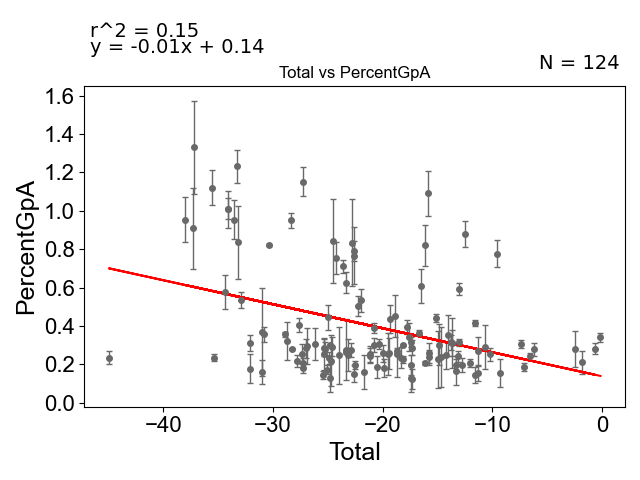 r^2 = 0.15
y = -0.01x + 0.14
N = 124
Total vs PercentGpA
1.6
1.4
1.2
1.0
0.8
0.6
0.4
0.2
0.0
PercentGpA
−40 −30 −20 −10 0
Total